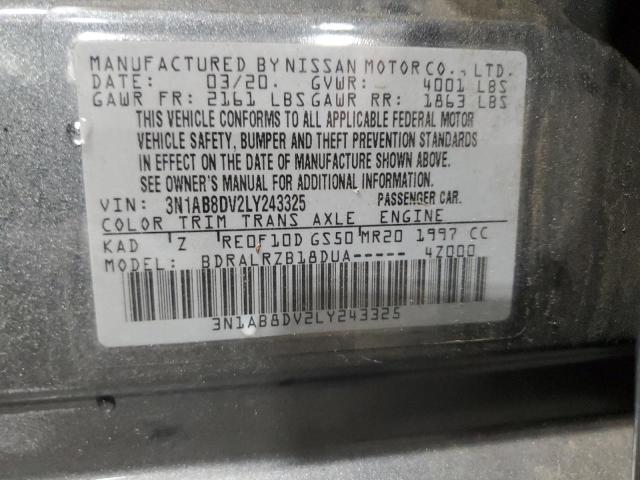 MANUFACTURED BY NISSAN MOTOR CO., LTD.
DATE: 03/20. GVWR: 4001 LBS
GAWR FR: 2161 LBS GAWR RR: 1863 LBS
THIS VEHICLE CONFORMS TO ALL APPLICABLE FEDERAL MOTOR
VEHICLE SAFETY, BUMPER AND THEFT PREVENTION STANDARDS
IN EFFECT ON THE DATE OF MANUFACTURE SHOWN ABOVE.
SEE OWNER'S MANUAL FOR ADDITIONAL INFORMATION.
VIN: 3N1AB8DV2LY243325 PASSENGER CAR.
COLOR TRIM TRANS AXLE ENGINE
KAD Z RE0F10D GS50 MR20 1997 CC
MODEL: BDRALRZB18DUA----- 4Z000
3N1AB8DV2LY243325